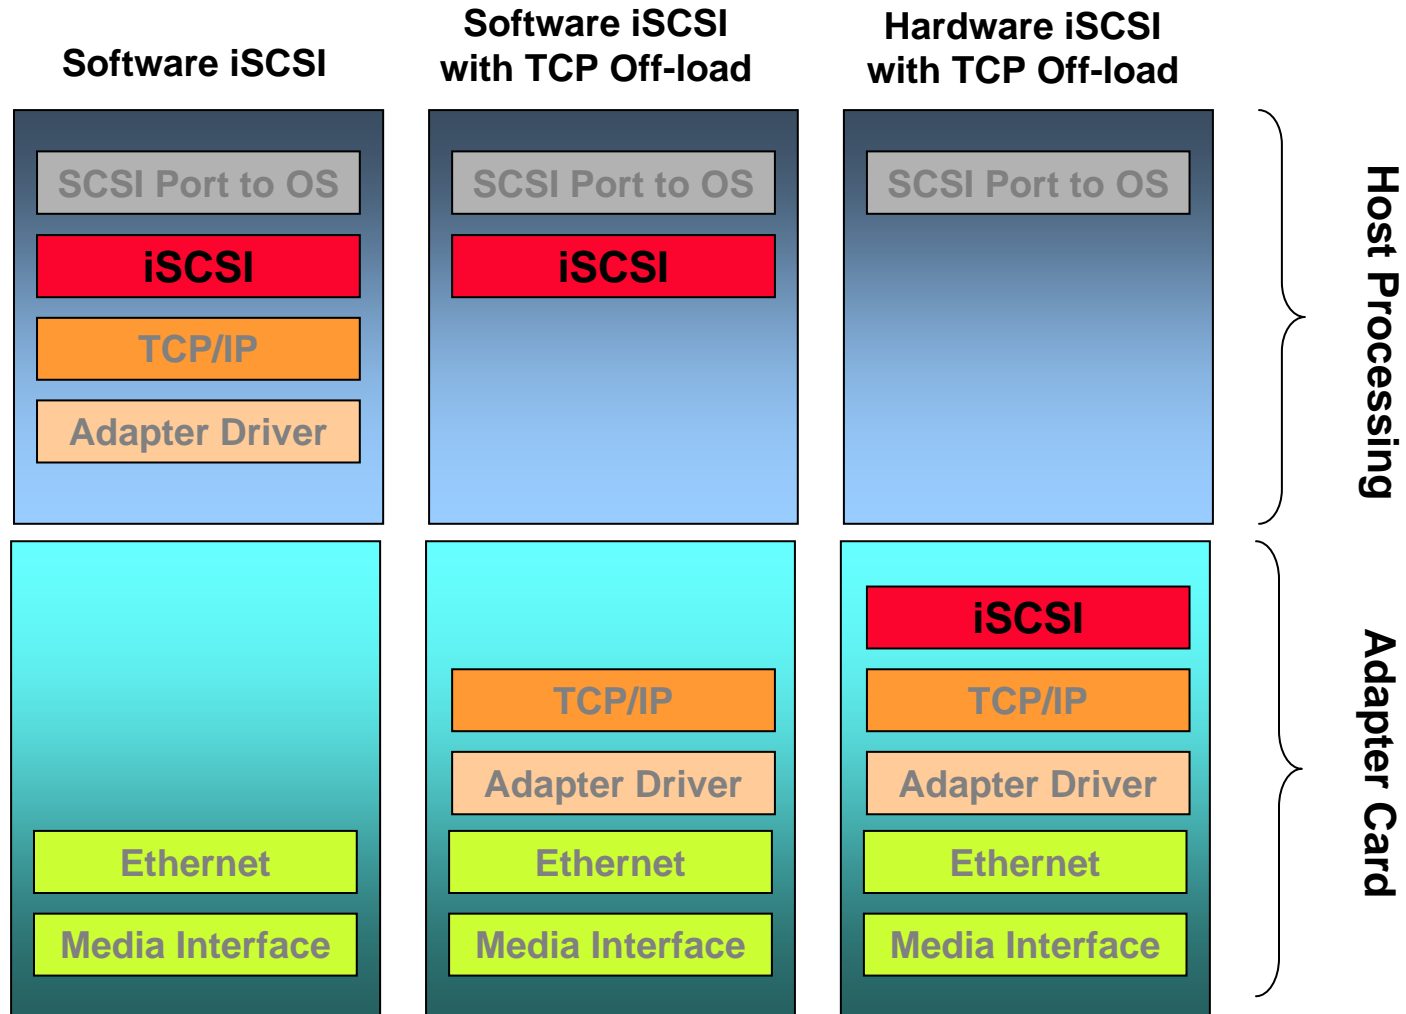 Software iSCSI
Software iSCSI
with TCP Off-load
Hardware iSCSI
with TCP Off-load
SCSI Port to OS
iSCSI
TCP/IP
Adapter Driver
SCSI Port to OS
iSCSI
SCSI Port to OS
Host Processing
Ethernet
Media Interface
TCP/IP
Adapter Driver
Ethernet
Media Interface
iSCSI
TCP/IP
Adapter Driver
Ethernet
Media Interface
Adapter Card